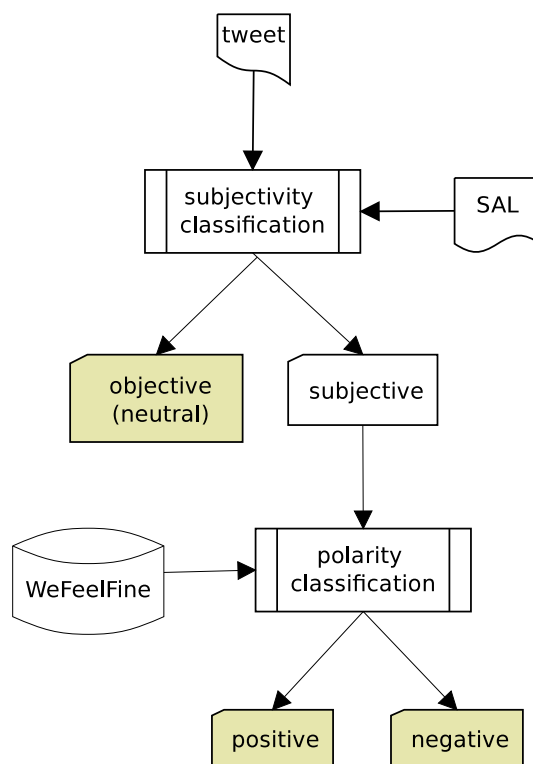 tweet
subjectivity
classification
SAL
objective
(neutral)
subjective
polarity
classification
WeFeelFine
positive
negative